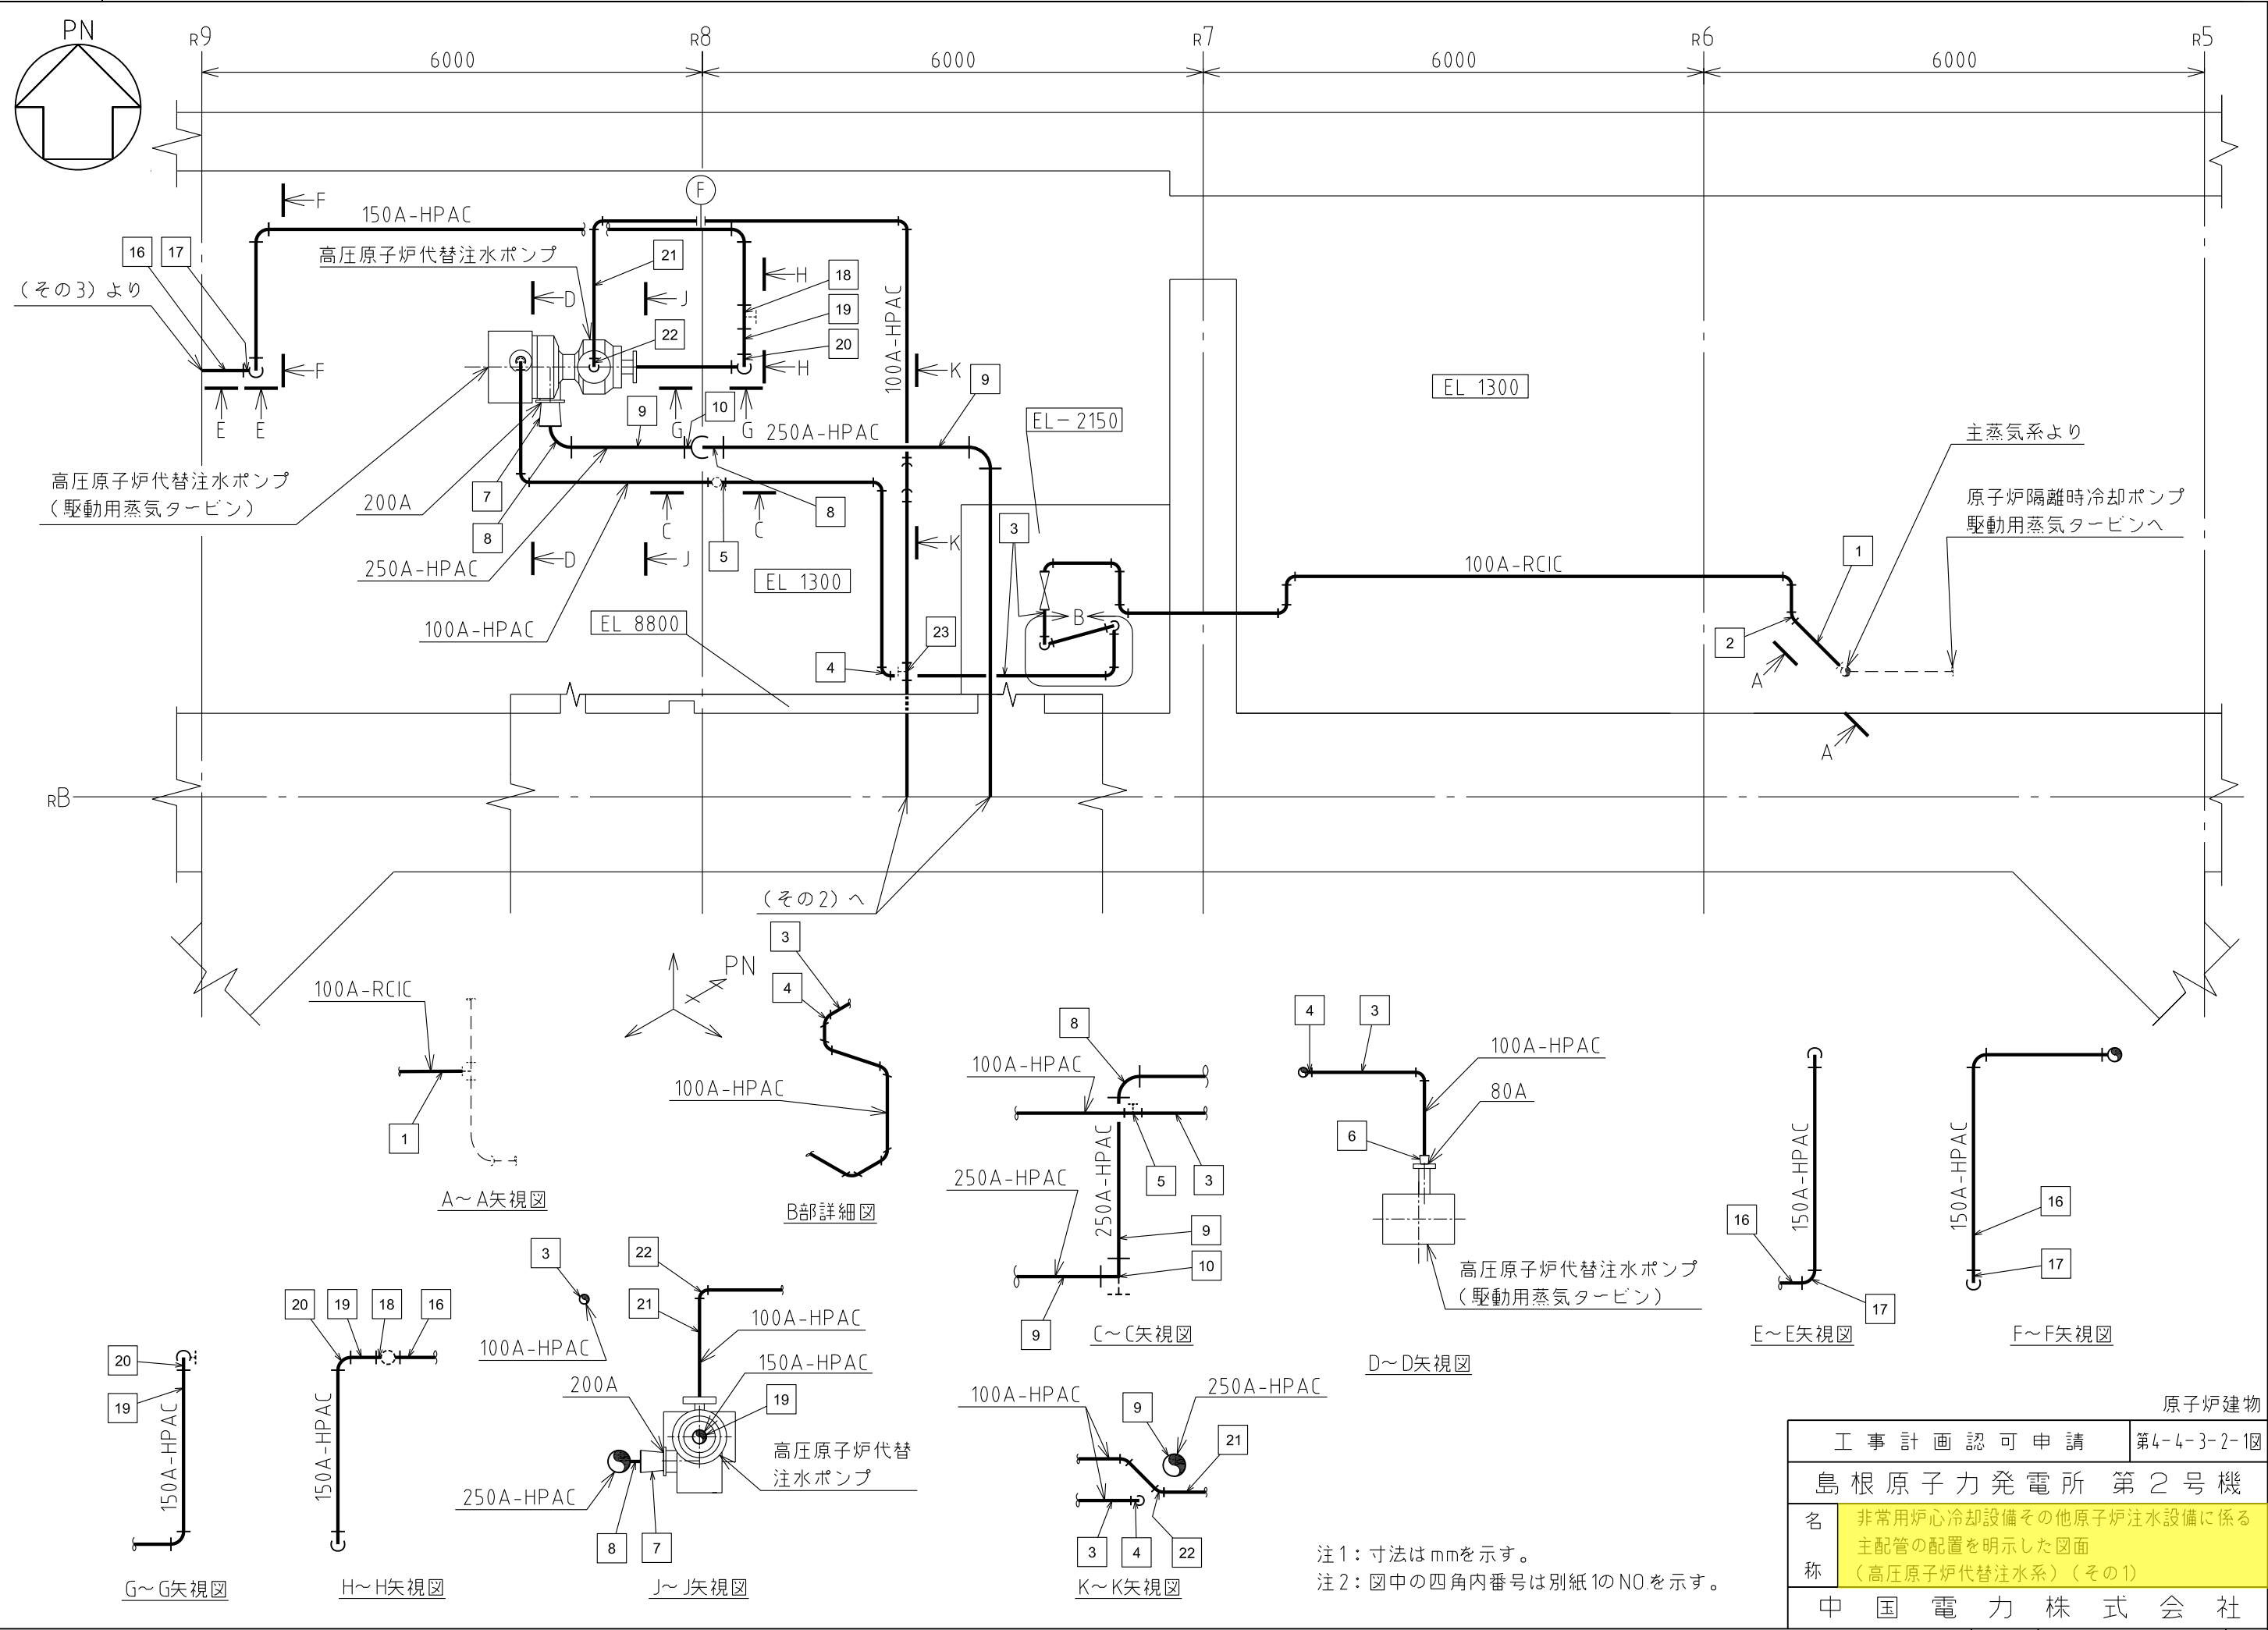 PN
R9
R8
R7
R6
R5
6000
6000
6000
6000
F
F
150A-HPAC
16
17
高圧原子炉代替注水ポンプ
21
H
18
(その3)より
D
J
19
22
20
100A-HPAC
F
H
K
9
EL 1300
E
E
9
G
10
G
250A-HPAC
EL-2150
主蒸気系より
高圧原子炉代替注水ポンプ
(駆動用蒸気タービン)
200A
7
8
C
C
8
3
原子炉隔離時冷却ポンプ
駆動用蒸気タービンへ
250A-HPAC
D
J
5
K
EL 1300
100A-RCIC
1
100A-HPAC
EL 8800
B
23
4
2
A
A
RB
(その2)へ
3
4
PN
100A-RCIC
1
A~A矢視図
100A-HPAC
B部詳細図
8
100A-HPAC
250A-HPAC
250A-HPAC
5
3
9
10
9
C~C矢視図
4
3
100A-HPAC
80A
6
高圧原子炉代替注水ポンプ
(駆動用蒸気タービン)
D~D矢視図
150A-HPAC
16
17
E~E矢視図
150A-HPAC
16
17
F~F矢視図
20
19
150A-HPAC
G~G矢視図
20
19
18
16
150A-HPAC
H~H矢視図
3
100A-HPAC
22
21
100A-HPAC
150A-HPAC
200A
19
高圧原子炉代替
注水ポンプ
250A-HPAC
8
7
J~J矢視図
100A-HPAC
9
250A-HPAC
21
3
4
22
K~K矢視図
注1:寸法はmmを示す。
注2:図中の四角内番号は別紙1のNO.を示す。
原子炉建物
工事計画認可申請
第4-4-3-2-1図
島根原子力発電所 第2号機
名称
非常用炉心冷却設備その他原子炉注水設備に係る
主配管の配置を明示した図面
(高圧原子炉代替注水系)(その1)
中国電力株式会社